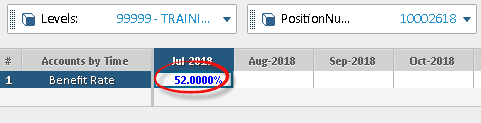 Levels: 99999 - TRAINI... PositionNu... 10002618
# Accounts by Time Jul-2018 Aug-2018 Sep-2018 Oct-2018
1 Benefit Rate 52.0000%